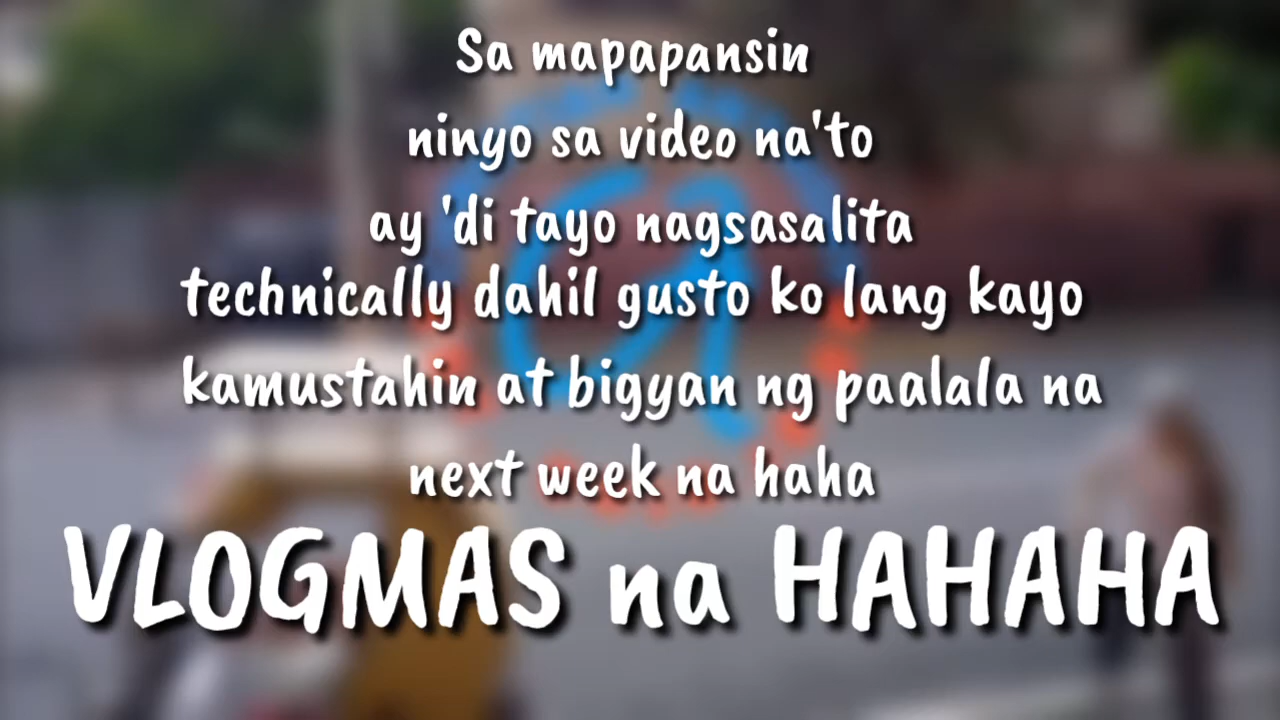 Sa mapapansin
ninyo sa video na'to
ay 'di tayo nagsasalita
technically dahil gusto ko lang kayo
kamustahin at bigyan ng paalala na
next week na haha
VLOGMAS na HAHAHA